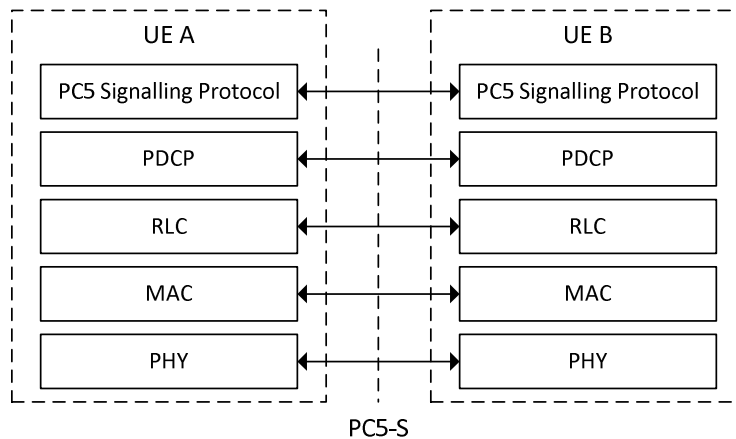 UE A
UE B
PC5 Signalling Protocol
PC5 Signalling Protocol
PDCP
PDCP
RLC
RLC
MAC
MAC
PHY
PHY
PC5-S